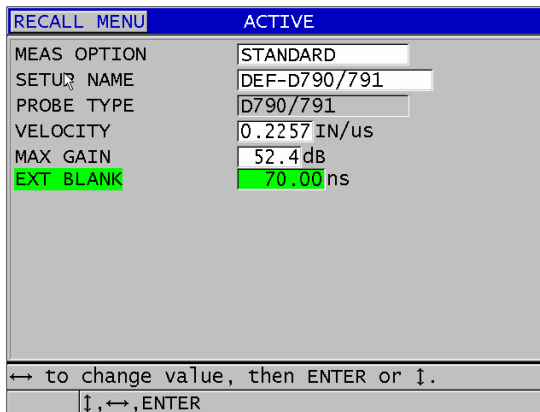 RECALL MENU ACTIVE
MEAS OPTION STANDARD
SETUP NAME DEF-D790/791
PROBE TYPE D790/791
VELOCITY 0.2257 IN/us
MAX GAIN 52.4 dB
EXT BLANK 70.00 ns
↔ to change value, then ENTER or ↕.
↕,↔,ENTER